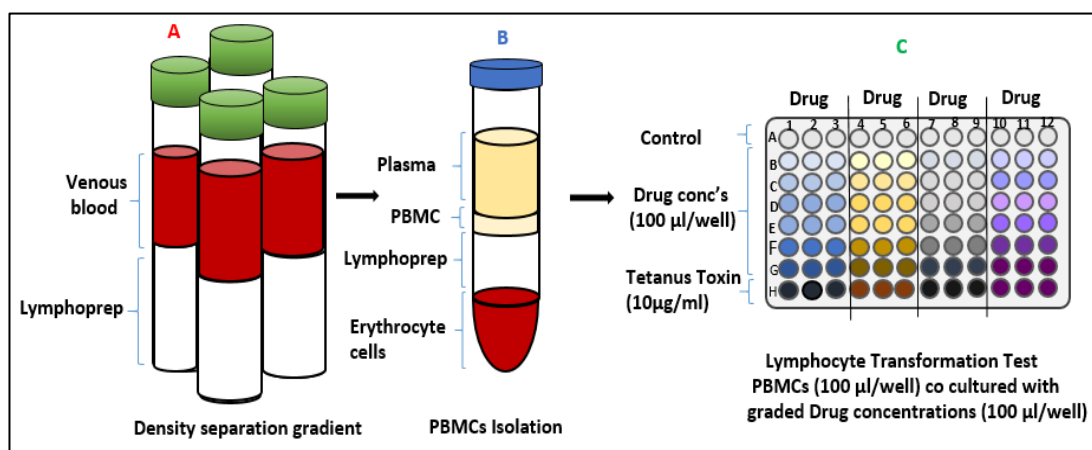 A
Venous
blood
Lymphoprep
Density separation gradient
B
Plasma
PBMC
Lymphoprep
Erythrocyte
cells
PBMCs Isolation
C
Drug Drug Drug Drug
1 2 3 4 5 6 7 8 9 10 11 12
Control
Drug conc's
(100 µl/well)
Tetanus Toxin
(10µg/ml)
A
B
C
D
E
F
G
H
Lymphocyte Transformation Test
PBMCs (100 µl/well) co cultured with
graded Drug concentrations (100 µl/well)